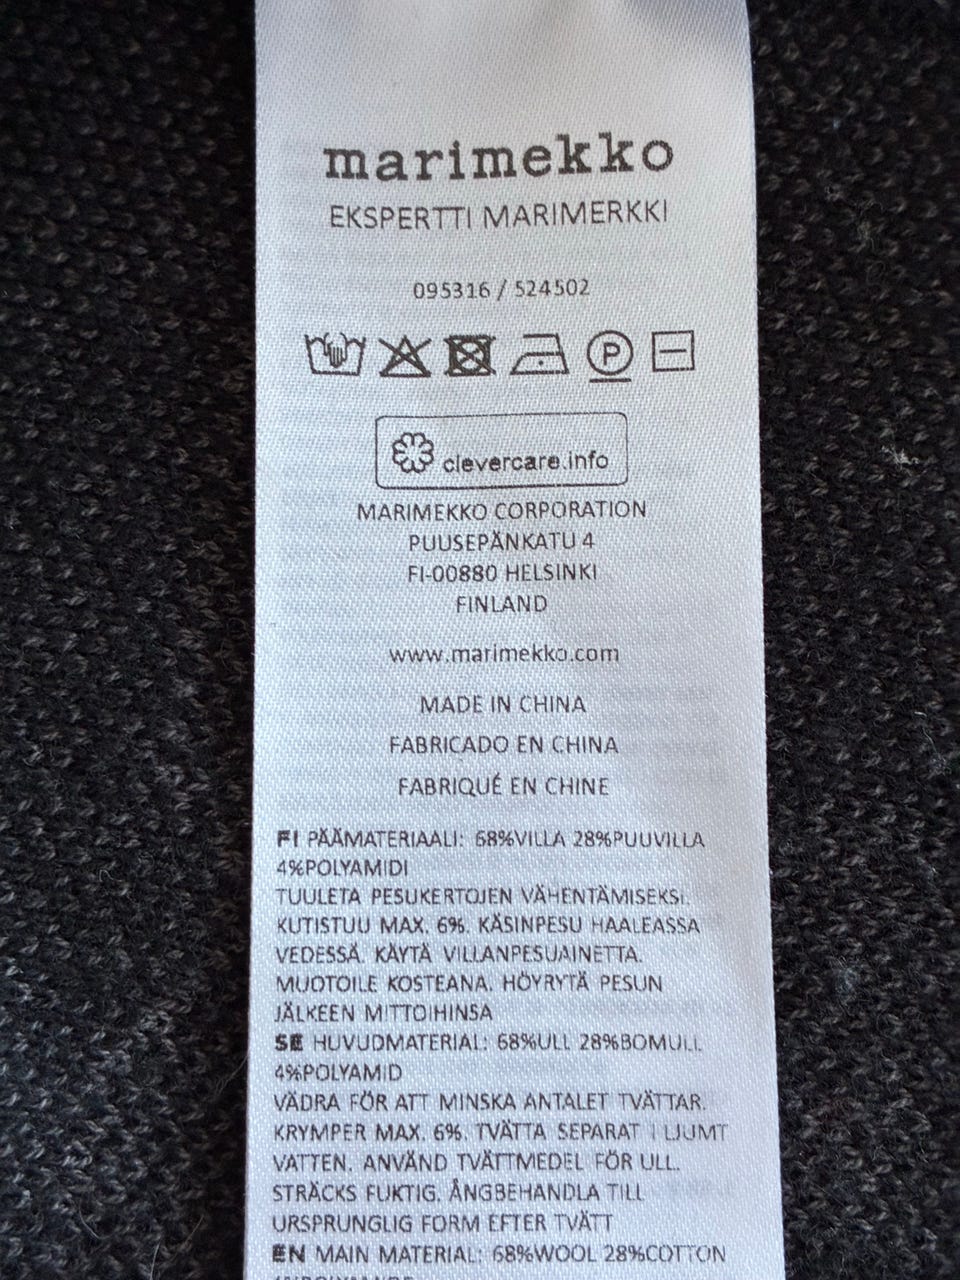 marimekko
EKSPERTTI MARIMERKKI
095316 / 524502
P
clevercare.info
MARIMEKKO CORPORATION
PUUSEPÄNKATU 4
FI-00880 HELSINKI
FINLAND
www.marimekko.com
MADE IN CHINA
FABRICADO EN CHINA
FABRIQUÉ EN CHINE
FI PÄÄMATERIAALI: 68%VILLA 28%PUUVILLA
4%POLYAMIDI
TUULETA PESUKERTOJEN VÄHENTÄMISEKSI.
KUTISTUU MAX. 6%. KÄSINPESU HAALEASSA
VEDESSÄ. KÄYTÄ VILLANPESUAINETTA.
MUOTOILE KOSTEANA. HÖYRYTÄ PESUN
JÄLKEEN MITTOIHINSA
SE HUVUDMATERIAL: 68%ULL 28%BOMULL
4%POLYAMID
VÄDRA FÖR ATT MINSKA ANTALET TVÄTTAR.
KRYMPER MAX. 6%. TVÄTTA SEPARAT I LJUMT
VATTEN. ANVÄND TVÄTTMEDEL FÖR ULL.
STRÄCKS FUKTIG. ÅNGBEHANDLA TILL
URSPRUNGLIG FORM EFTER TVÄTT
EN MAIN MATERIAL: 68%WOOL 28%COTTON